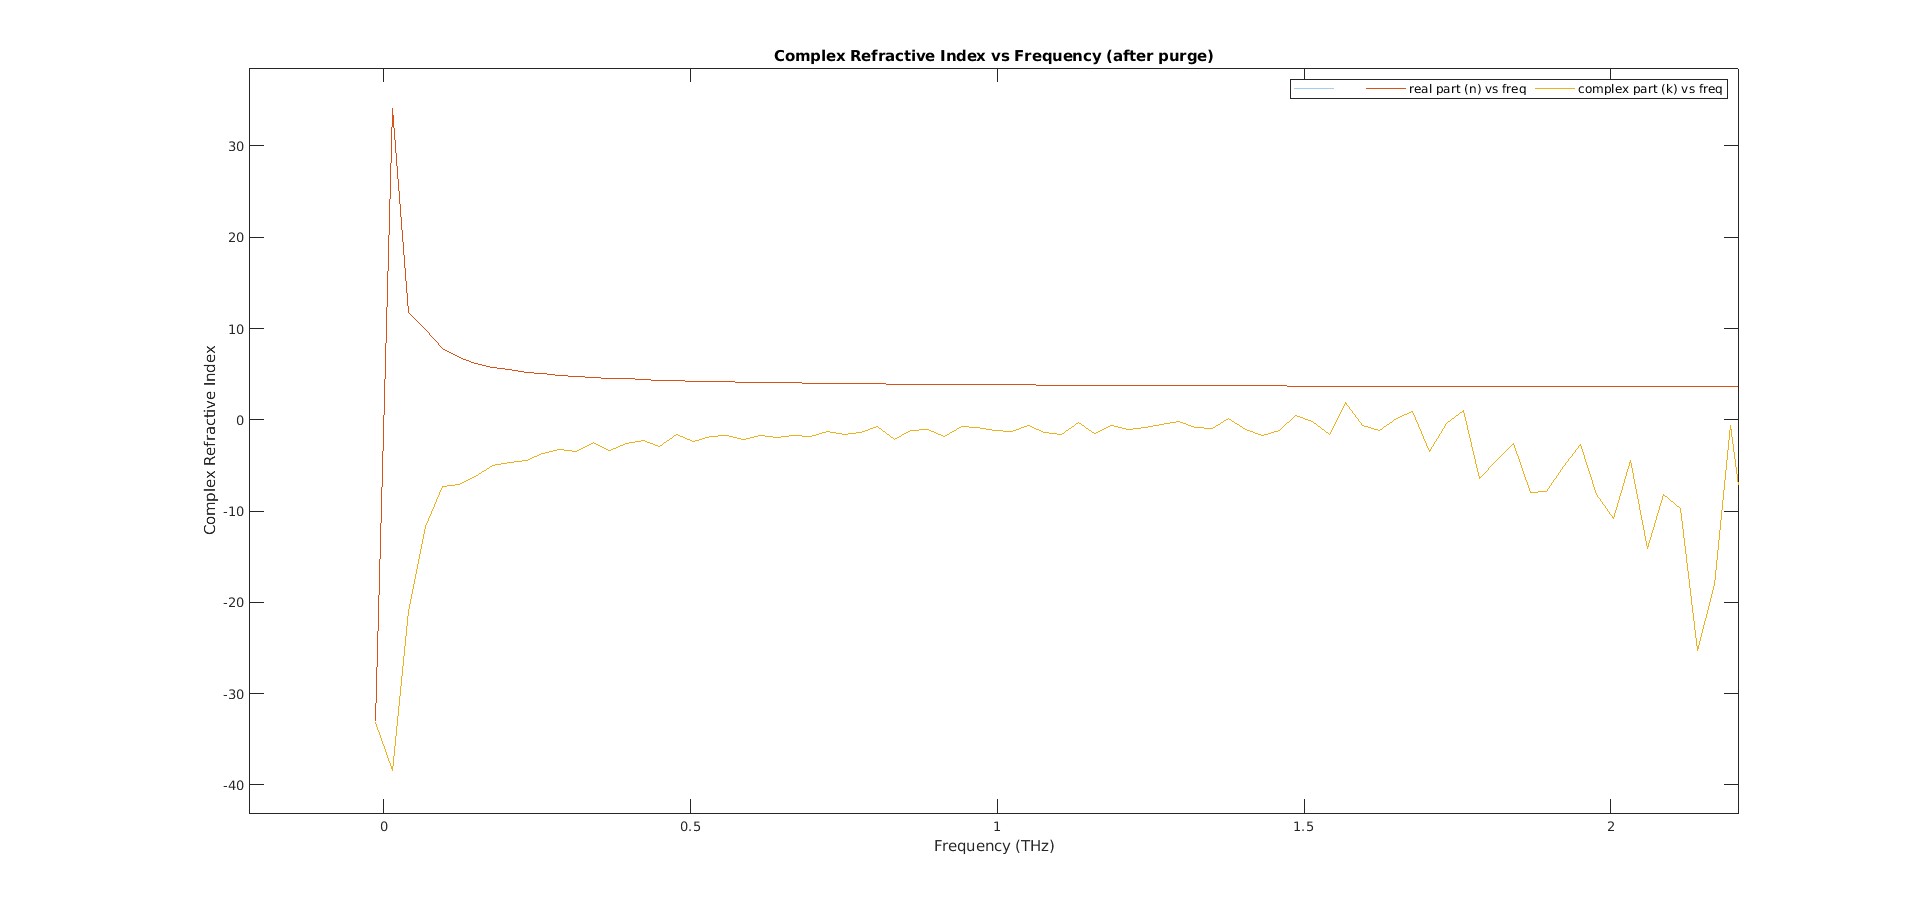 Complex Refractive Index vs Frequency (after purge)
real part (n) vs freq complex part (k) vs freq
30
20
10
0
-10
-20
-30
-40
Complex Refractive Index
0 0.5 1 1.5 2
Frequency (THz)